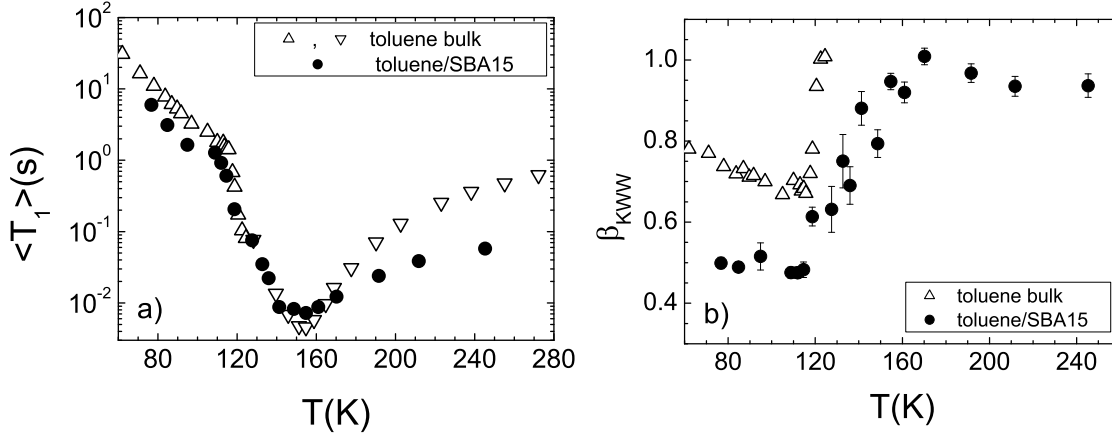 10²
10¹
10⁰
10⁻¹
10⁻²
<T₁>(s)
△ , ▽ toluene bulk
● toluene/SBA15
a)
80 120 160 200 240 280
T(K)
1.0
0.8
0.6
0.4
β_KWW
b)
△ toluene bulk
● toluene/SBA15
80 120 160 200 240
T(K)